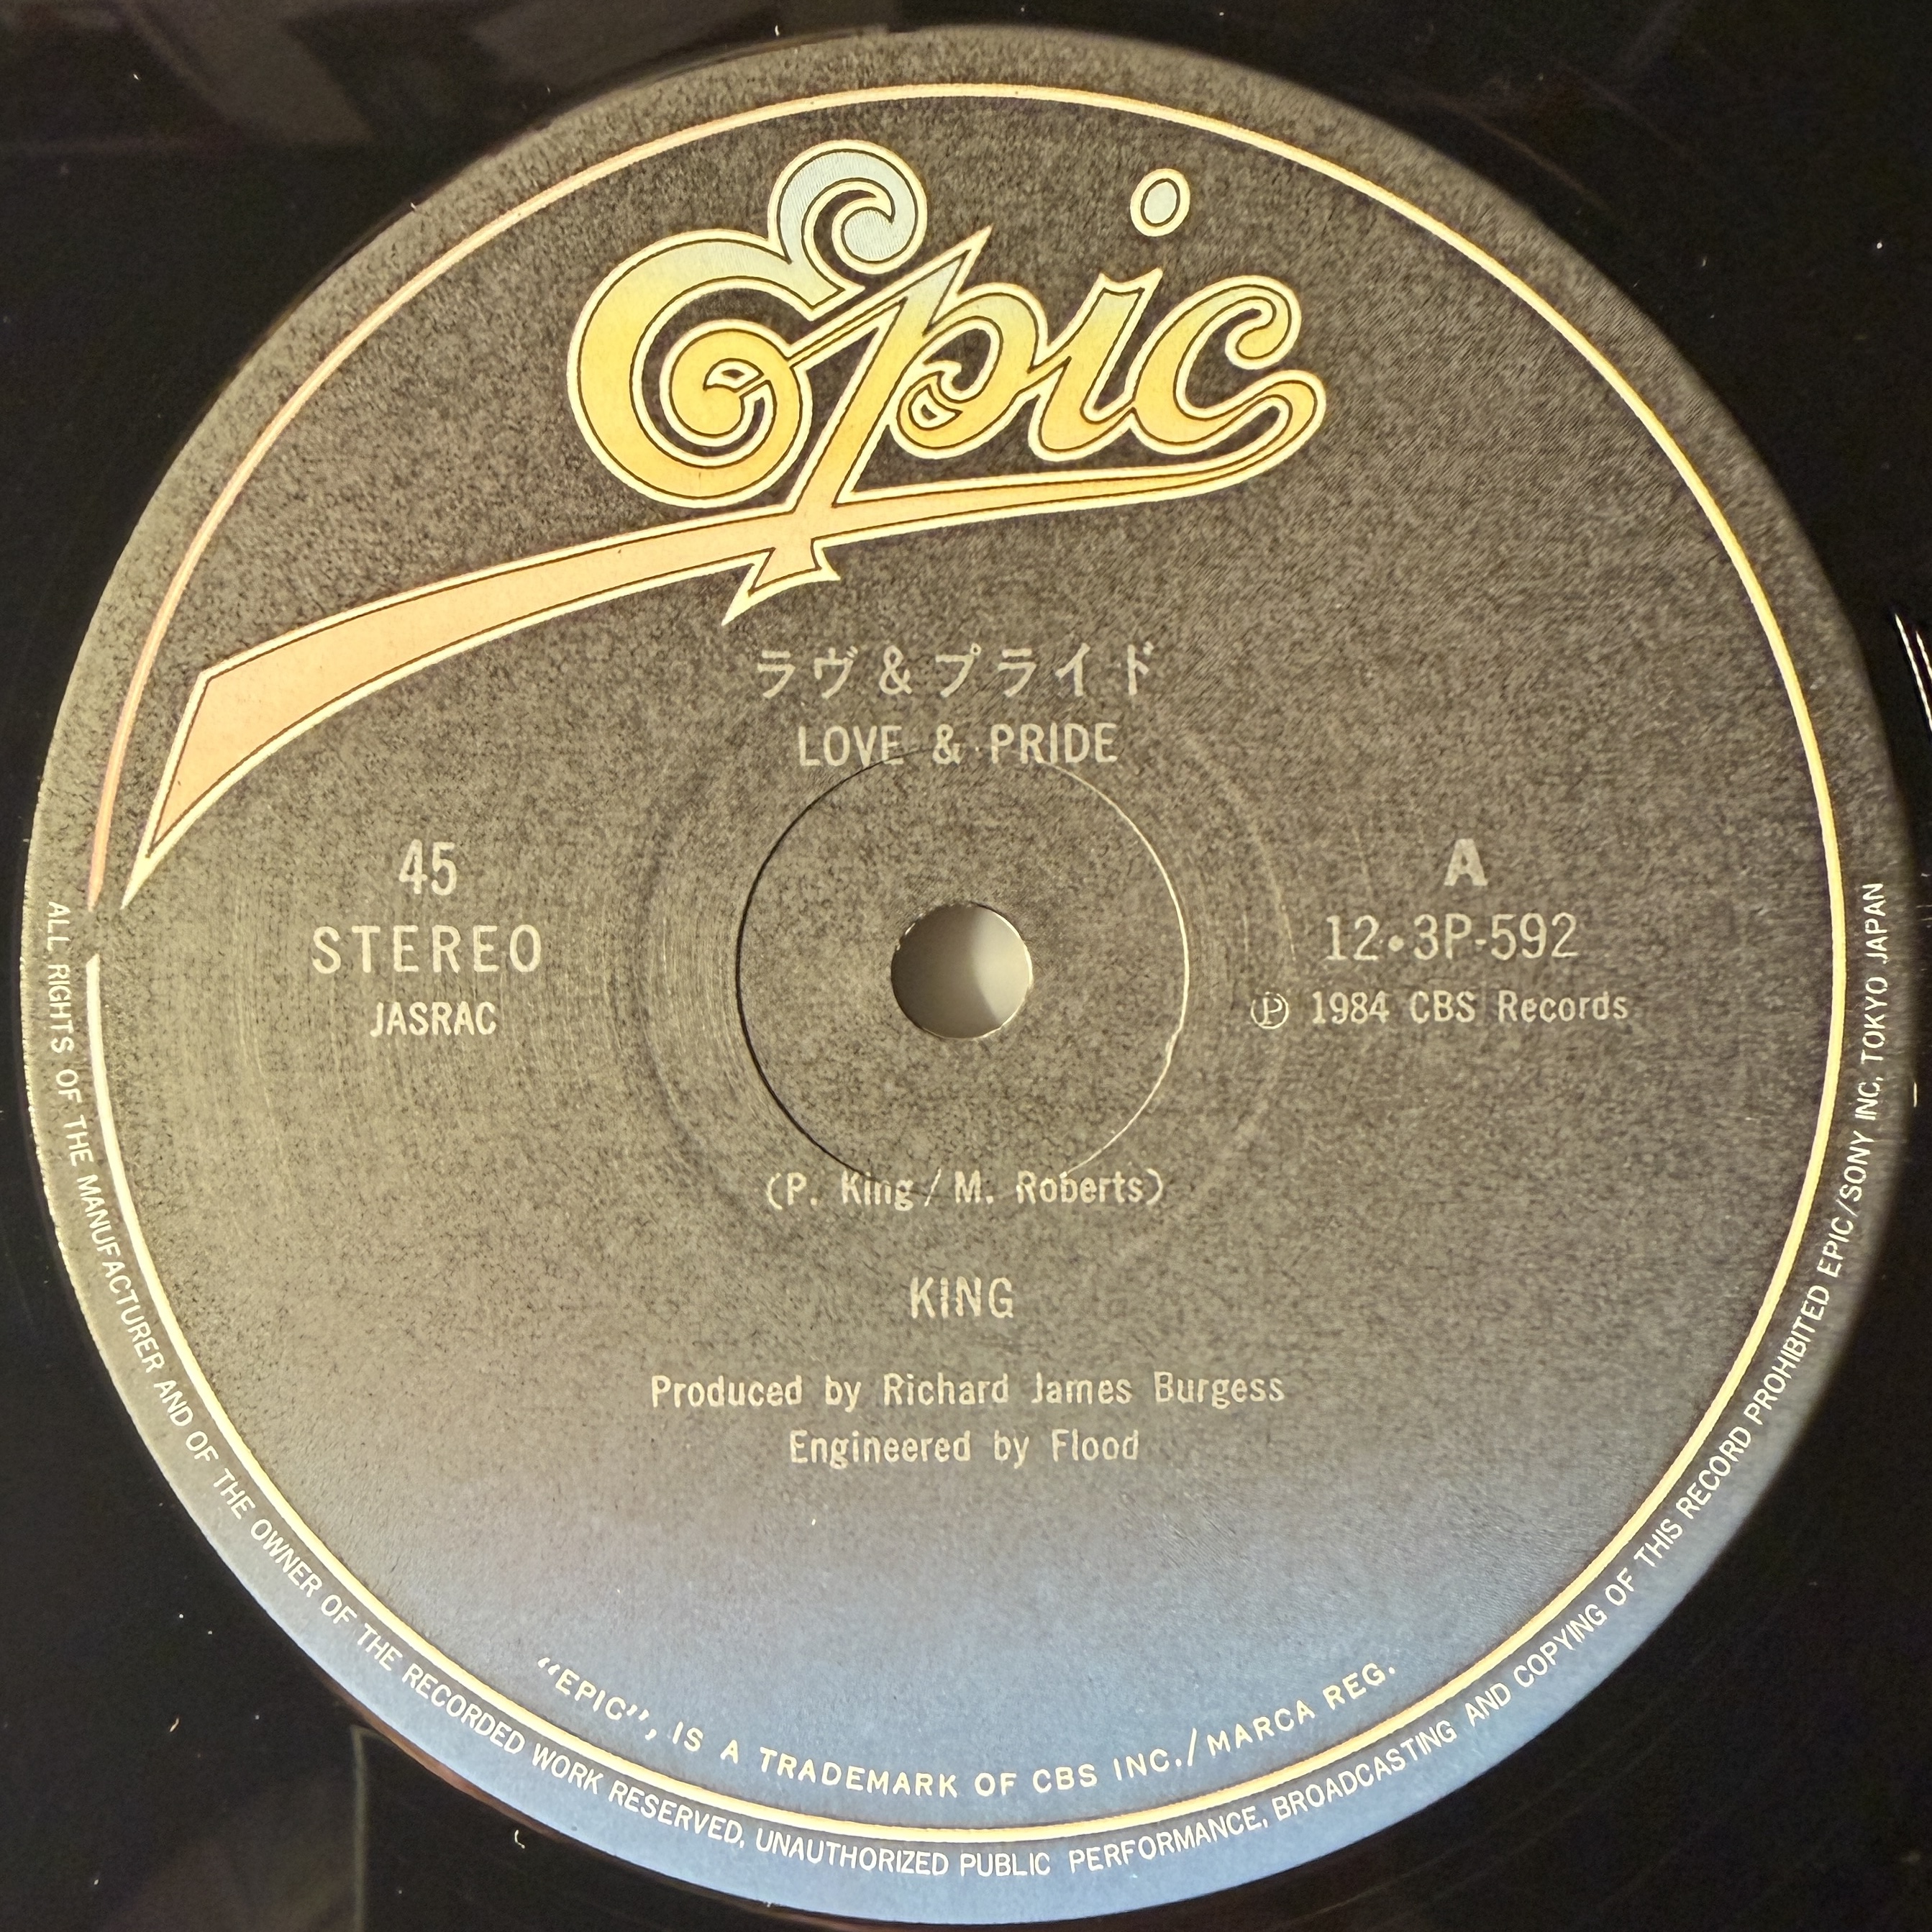 Epic
ラヴ&プライド
LOVE & PRIDE
45
STEREO
JASRAC
A
12・3P-592
Ⓟ 1984 CBS Records
(P. King / M. Roberts)
KING
Produced by Richard James Burgess
Engineered by Flood
“EPIC”, IS A TRADEMARK OF CBS INC./MARCA REG.
ALL RIGHTS OF THE MANUFACTURER AND OF THE OWNER OF THE RECORDED WORK RESERVED, UNAUTHORIZED PUBLIC PERFORMANCE, BROADCASTING AND COPYING OF THIS RECORD PROHIBITED EPIC/SONY INC, TOKYO JAPAN